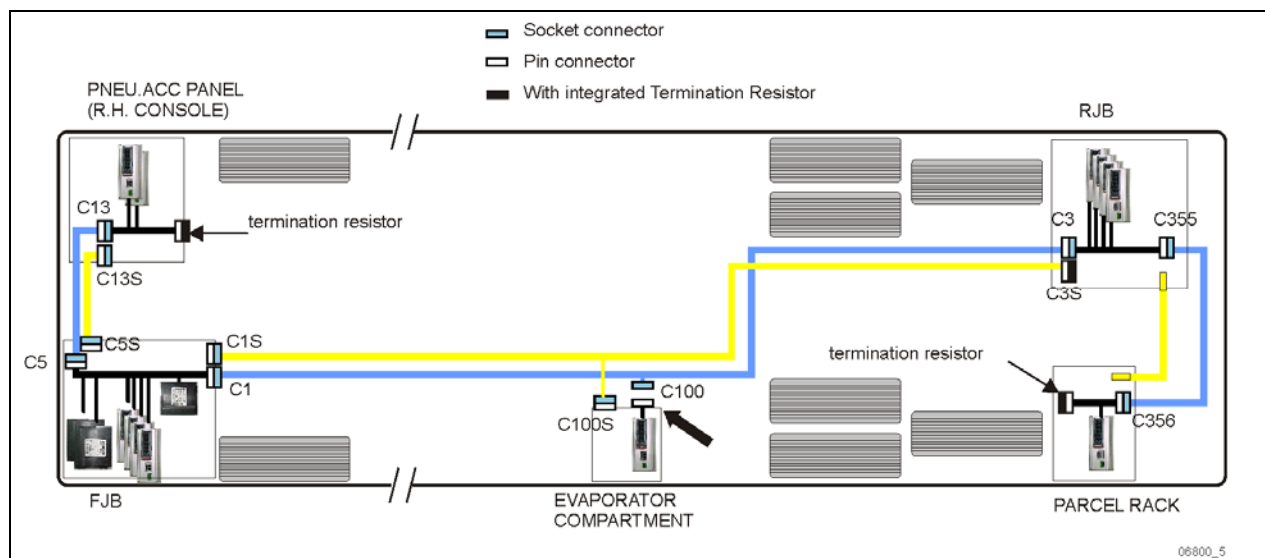 Socket connector
Pin connector
With integrated Termination Resistor
PNEU.ACC PANEL
(R.H. CONSOLE)
RJB
C13
termination resistor
C3
C355
C13S
C3S
C5
C5S
C1S
C1
termination resistor
C100
C100S
C356
FJB
EVAPORATOR
COMPARTMENT
PARCEL RACK
06800_5